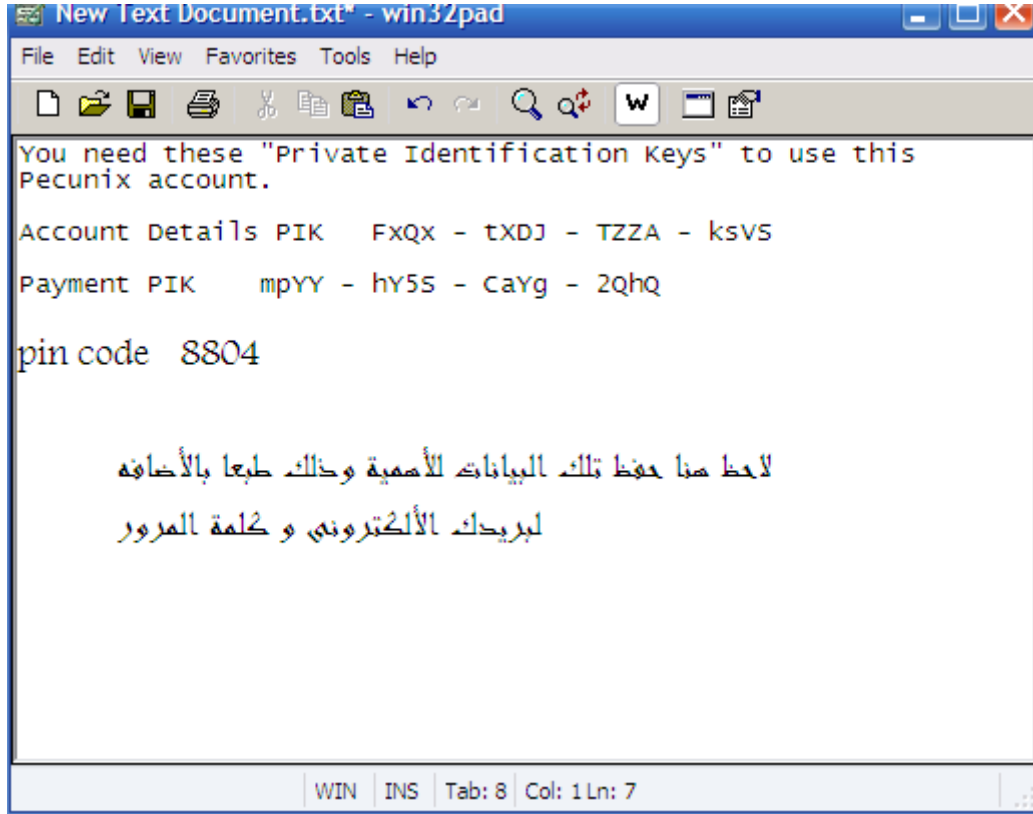 New Text Document.txt* - win32pad
File Edit View Favorites Tools Help
W
You need these "Private Identification Keys" to use this
Pecunix account.
Account Details PIK FxQx - tXDJ - TZZA - ksVS
Payment PIK mpYY - hY5S - CaYg - 2QhQ
pin code 8804
لاحظ هنا حفظ تلك البيانات للأهمية وذلك طبعا بالأضافه
لبريدك الألكترونى و كلمة المرور
WIN INS Tab: 8 Col: 1 Ln: 7